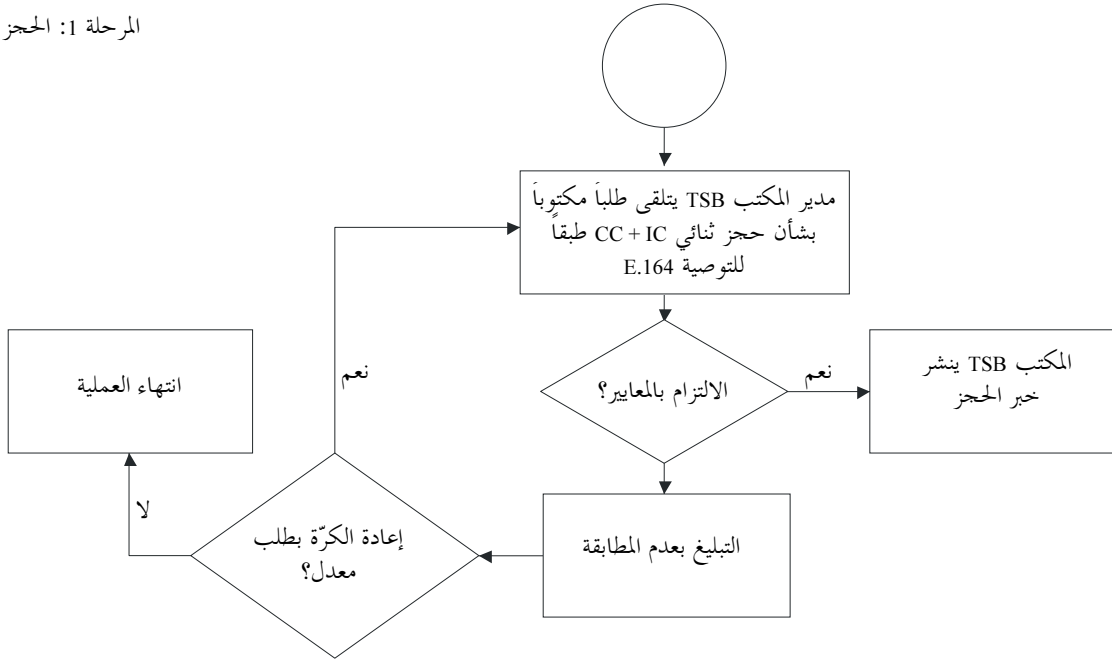 المرحلة 1: الحجز
مدير المكتب TSB يتلقى طلباً مكتوباً
بشأن حجز ثنائي CC + IC طبقاً
للتوصية E.164
الالتزام بالمعايير؟
نعم
المكتب TSB ينشر
خبر الحجز
التبليغ بعدم المطابقة
إعادة الكرّة بطلب
معدل؟
نعم
لا
انتهاء العملية